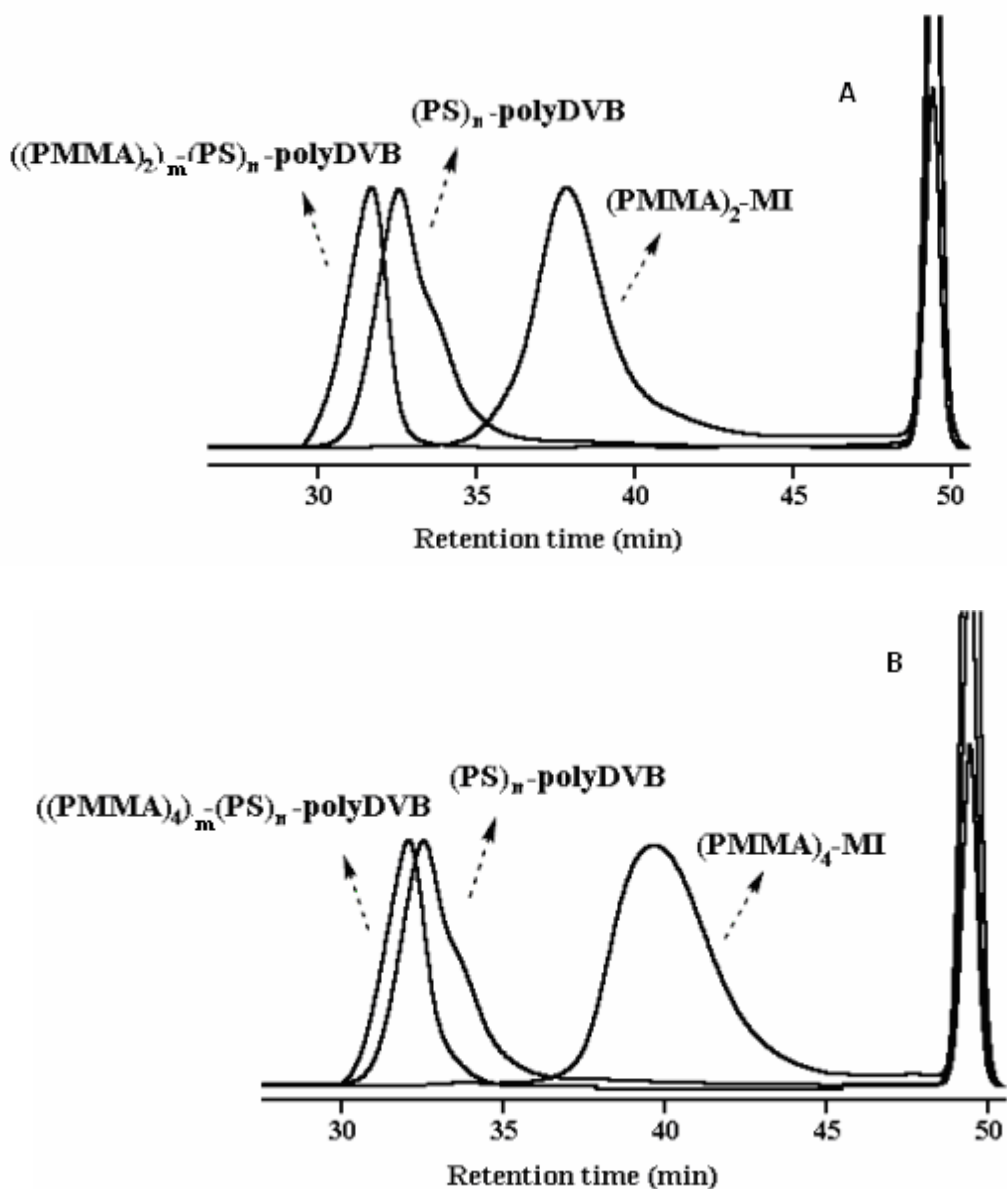 A
(PS)n-polyDVB
((PMMA)2)m-(PS)n-polyDVB
(PMMA)2-MI
30 35 40 45 50
Retention time (min)
B
(PS)n-polyDVB
((PMMA)4)m-(PS)n-polyDVB
(PMMA)4-MI
30 35 40 45 50
Retention time (min)